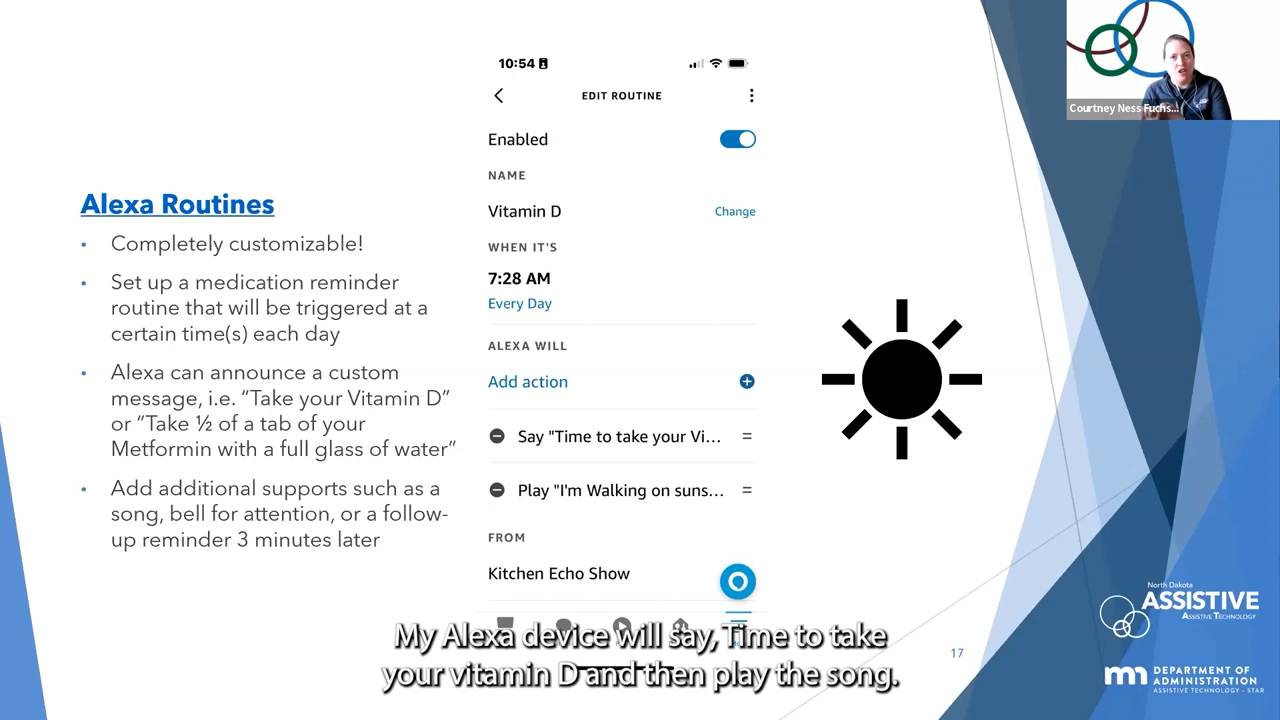 Courtney Ness Fuchs...
10:54
EDIT ROUTINE
Enabled
NAME
Vitamin D
Change
WHEN IT'S
7:28 AM
Every Day
ALEXA WILL
Add action
Say "Time to take your Vi...
Play "I'm Walking on suns...
FROM
Kitchen Echo Show
Alexa Routines
• Completely customizable!
• Set up a medication reminder
routine that will be triggered at a
certain time(s) each day
• Alexa can announce a custom
message, i.e. “Take your Vitamin D”
or “Take ½ of a tab of your
Metformin with a full glass of water”
• Add additional supports such as a
song, bell for attention, or a follow-
up reminder 3 minutes later
My Alexa device will say, Time to take
your vitamin D and then play the song.
17
North Dakota
ASSISTIVE
ASSISTIVE TECHNOLOGY
DEPARTMENT OF
ADMINISTRATION
ASSISTIVE TECHNOLOGY - STAR